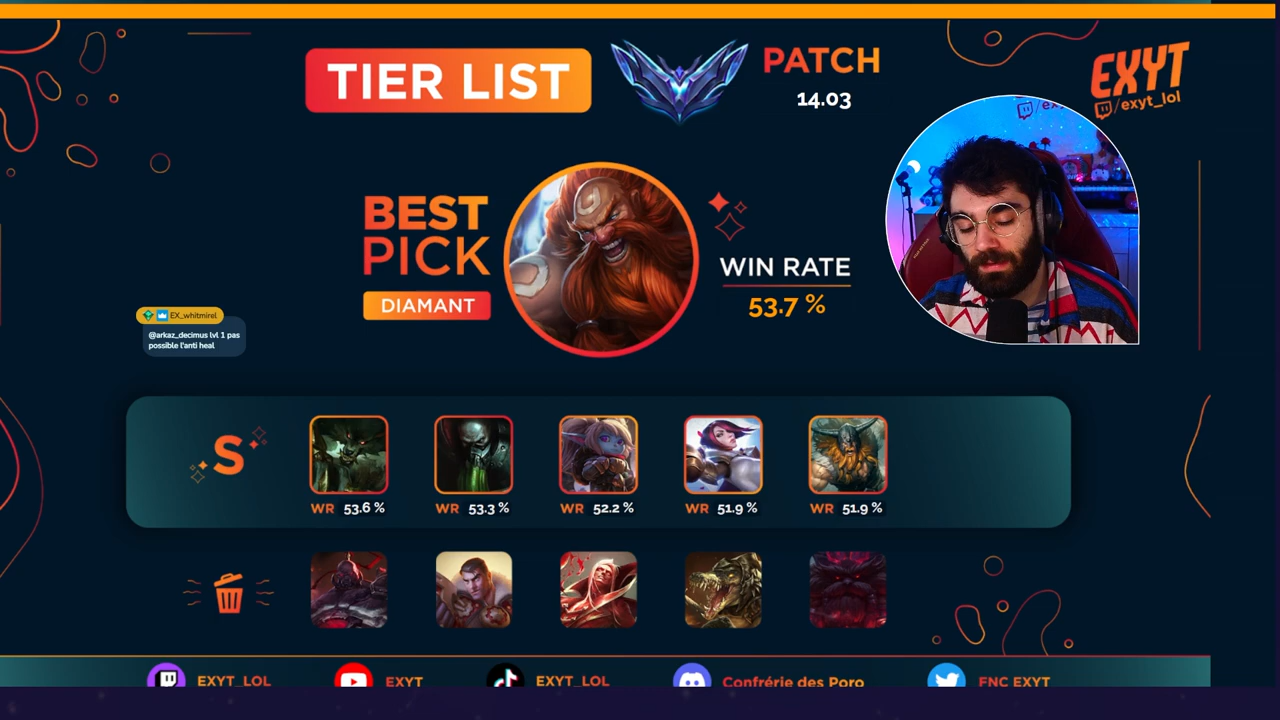 TIER LIST
PATCH
14.03
EXYT
/exyt_lol
BEST
PICK
DIAMANT
WIN RATE
53.7 %
EX_whitmirel
@arkaz_decimus lvl 1 pas
possible l'anti heal
S
WR 53.6 %
WR 53.3 %
WR 52.2 %
WR 51.9 %
WR 51.9 %
EXYT_LOL
EXYT
EXYT_LOL
Confrérie des Poro
FNC EXYT